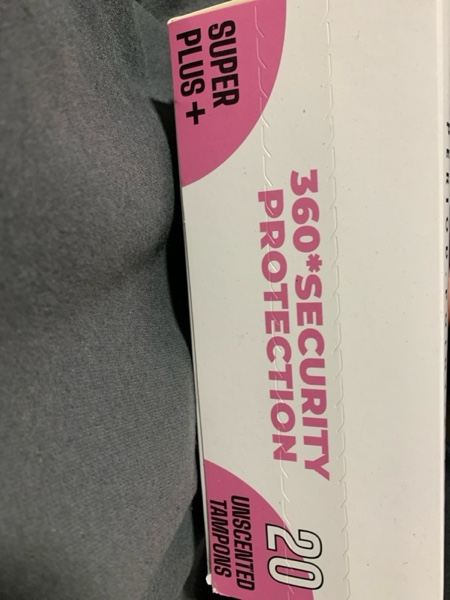 SUPER
PLUS +
360*SECURITY
PROTECTION
20
UNSCENTED
TAMPONS